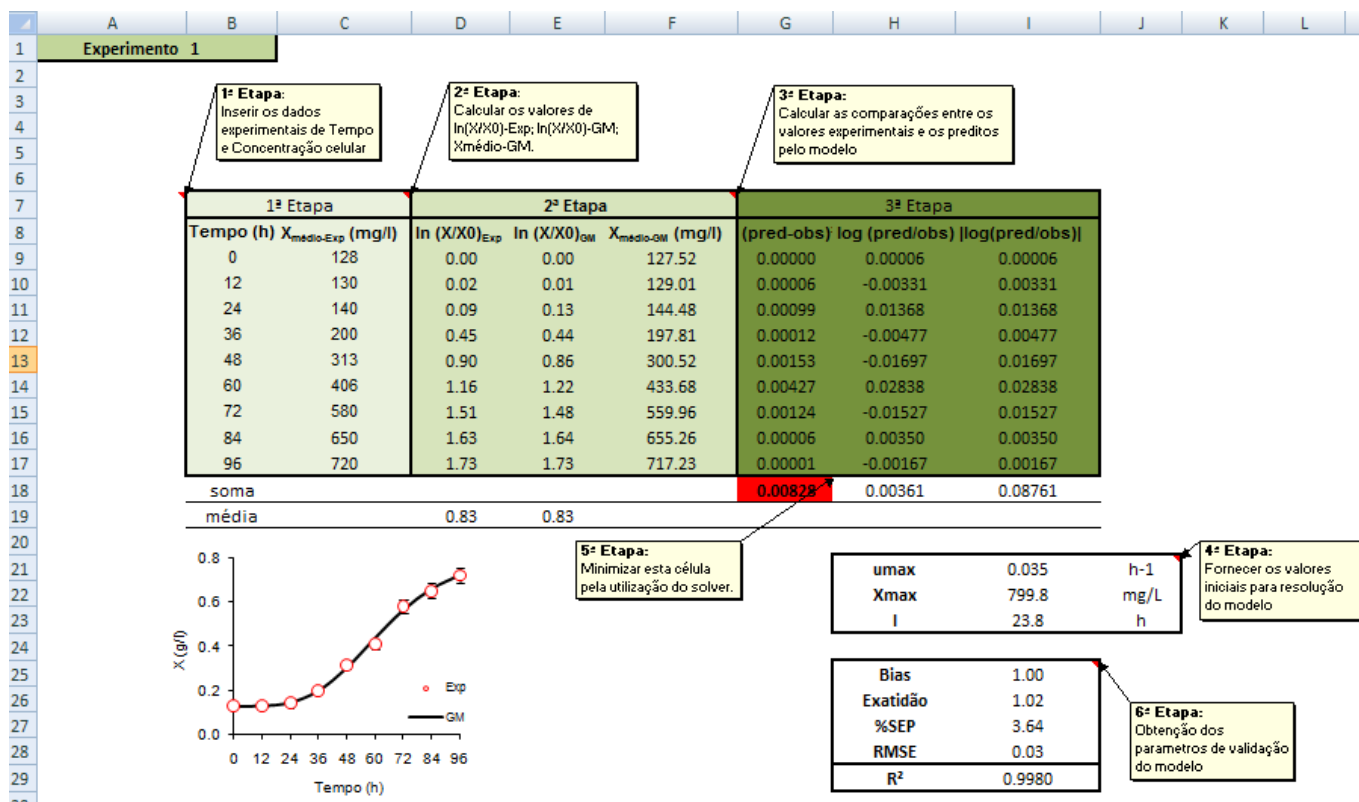 A B C D E F G H I J K L
1 Experimento 1
2
3
4
5
6
1ª Etapa:
Inserir os dados
experimentais de Tempo
e Concentração celular
2ª Etapa:
Calcular os valores de
ln(X/X0)-Exp; ln(X/X0)-GM;
Xmédio-GM.
3ª Etapa:
Calcular as comparações entre os
valores experimentais e os preditos
pelo modelo
7 1ª Etapa 2ª Etapa 3ª Etapa
8 Tempo (h) Xmédio-Exp (mg/l) ln (X/X0)Exp ln (X/X0)GM Xmédio-GM (mg/l) (pred-obs) log (pred/obs) |log(pred/obs)|
9 0 128 0.00 0.00 127.52 0.00000 0.00006 0.00006
10 12 130 0.02 0.01 129.01 0.00006 -0.00331 0.00331
11 24 140 0.09 0.13 144.48 0.00099 0.01368 0.01368
12 36 200 0.45 0.44 197.81 0.00012 -0.00477 0.00477
13 48 313 0.90 0.86 300.52 0.00153 -0.01697 0.01697
14 60 406 1.16 1.22 433.68 0.00427 0.02838 0.02838
15 72 580 1.51 1.48 559.96 0.00124 -0.01527 0.01527
16 84 650 1.63 1.64 655.26 0.00006 0.00350 0.00350
17 96 720 1.73 1.73 717.23 0.00001 -0.00167 0.00167
18 soma 0.00828 0.00361 0.08761
19 média 0.83 0.83
20
21
22
23
24
25
26
27
28
29
0.8
0.6
0.4
0.2
0.0
X (g/l)
Exp
GM
0 12 24 36 48 60 72 84 96
Tempo (h)
5ª Etapa:
Minimizar esta célula
pela utilização do solver.
umax 0.035 h-1
Xmax 799.8 mg/L
l 23.8 h
4ª Etapa:
Fornecer os valores
iniciais para resolução
do modelo
Bias 1.00
Exatidão 1.02
%SEP 3.64
RMSE 0.03
R² 0.9980
6ª Etapa:
Obtenção dos
parametros de validação
do modelo